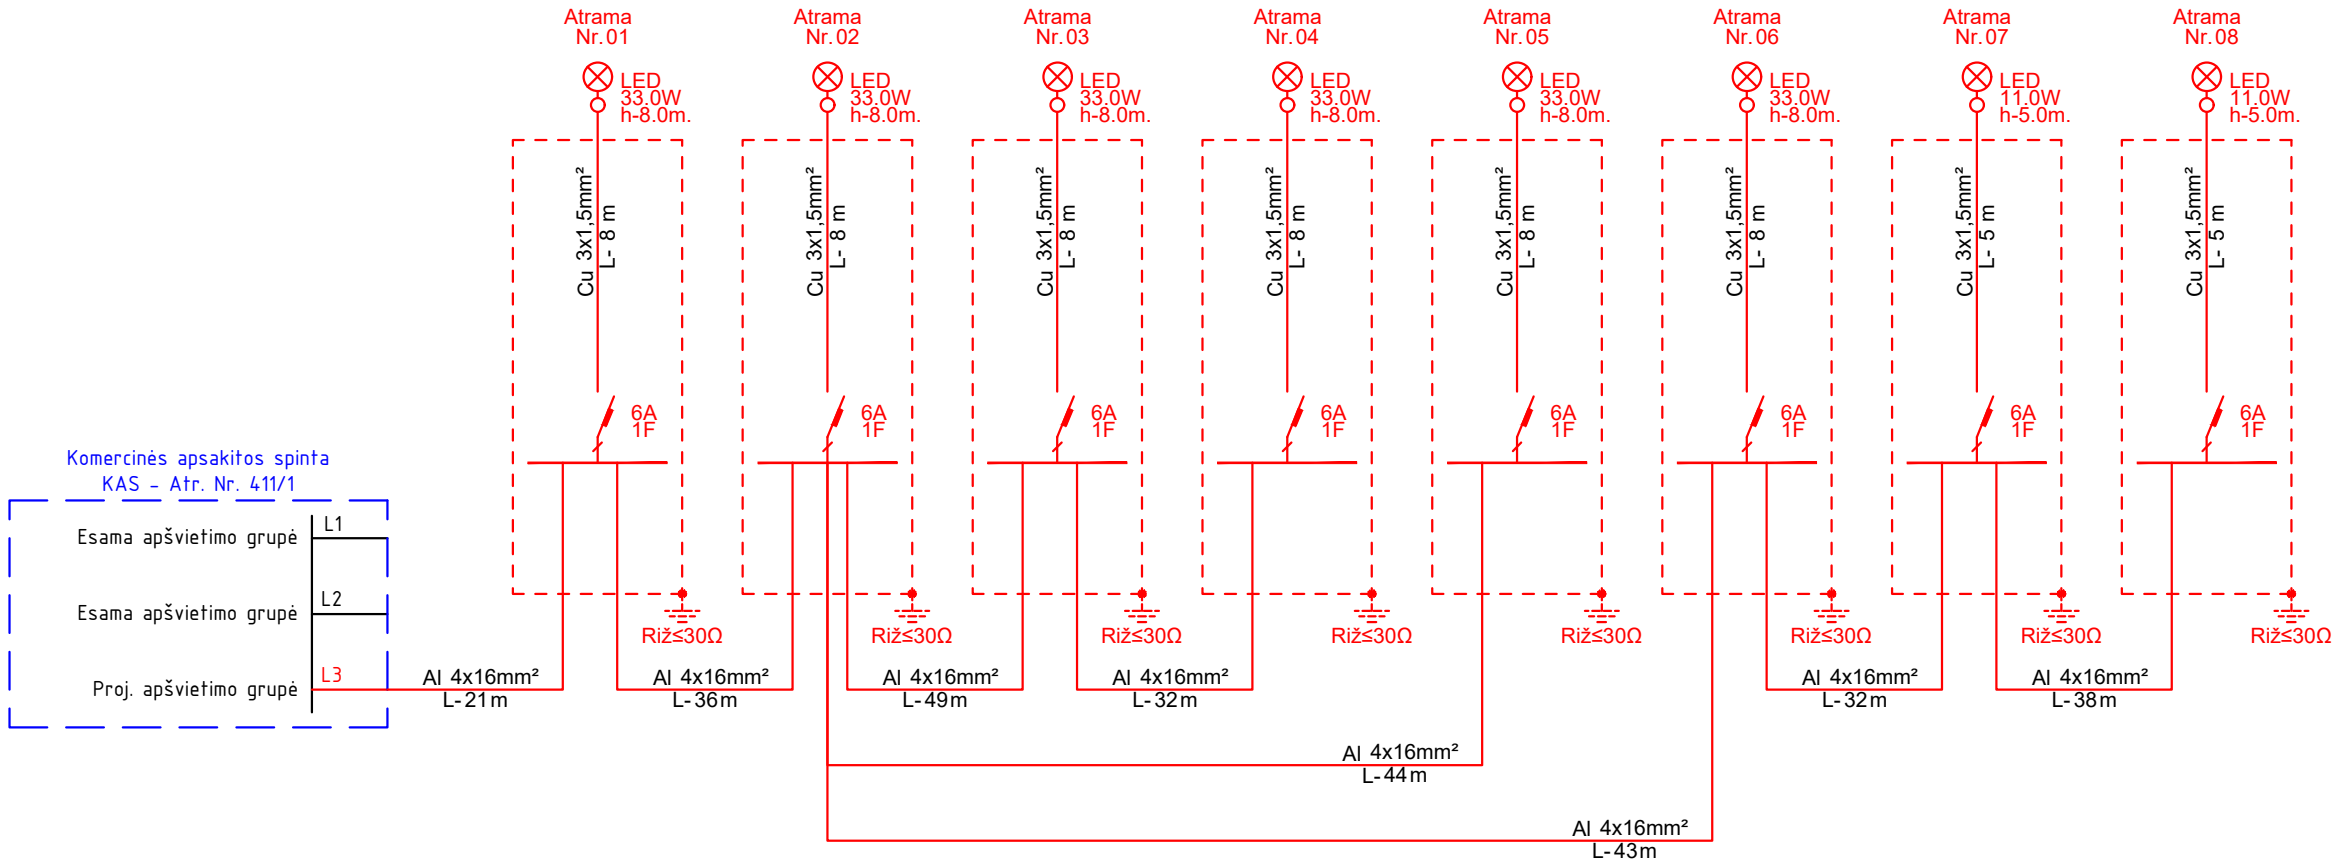 Atrama
Nr.01
Atrama
Nr.02
Atrama
Nr.03
Atrama
Nr.04
Atrama
Nr.05
Atrama
Nr.06
Atrama
Nr.07
Atrama
Nr.08
LED
33.0W
h-8.0m.
LED
33.0W
h-8.0m.
LED
33.0W
h-8.0m.
LED
33.0W
h-8.0m.
LED
33.0W
h-8.0m.
LED
33.0W
h-8.0m.
LED
11.0W
h-5.0m.
LED
11.0W
h-5.0m.
Cu 3x1,5mm²
L- 8 m
Cu 3x1,5mm²
L- 8 m
Cu 3x1,5mm²
L- 8 m
Cu 3x1,5mm²
L- 8 m
Cu 3x1,5mm²
L- 8 m
Cu 3x1,5mm²
L- 8 m
Cu 3x1,5mm²
L- 5 m
Cu 3x1,5mm²
L- 5 m
6A
1F
6A
1F
6A
1F
6A
1F
6A
1F
6A
1F
6A
1F
6A
1F
Komercinės apsakitos spinta
KAS - Atr. Nr. 411/1
Esama apšvietimo grupė
L1
Esama apšvietimo grupė
L2
Proj. apšvietimo grupė
L3
Riž≤30Ω
Riž≤30Ω
Riž≤30Ω
Riž≤30Ω
Riž≤30Ω
Riž≤30Ω
Riž≤30Ω
Riž≤30Ω
Al 4x16mm²
L-21m
Al 4x16mm²
L-36m
Al 4x16mm²
L-49m
Al 4x16mm²
L-32m
Al 4x16mm²
L-32m
Al 4x16mm²
L-38m
Al 4x16mm²
L-44m
Al 4x16mm²
L-43m